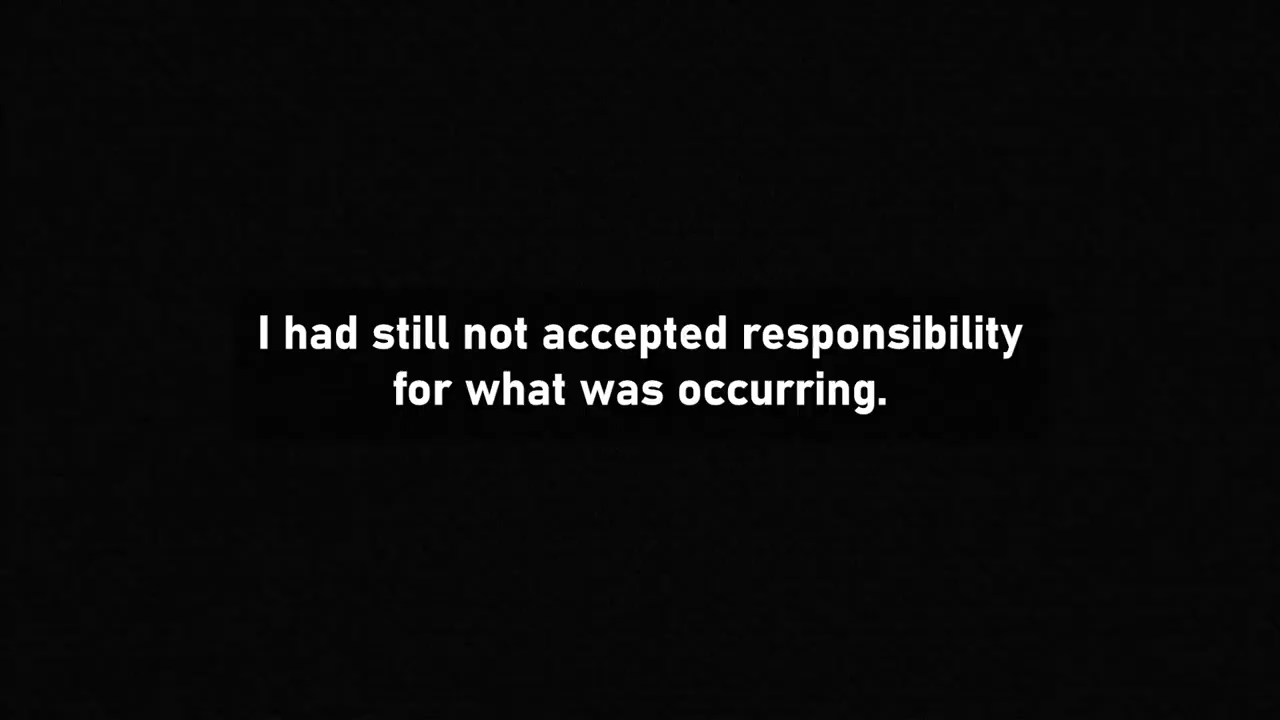 I had still not accepted responsibility
for what was occurring.